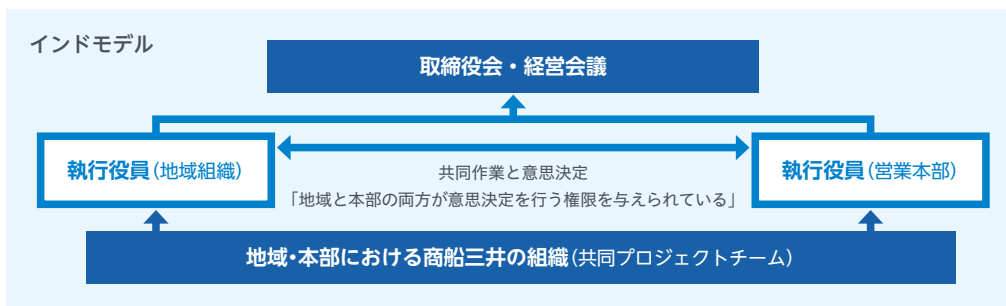 インドモデル
取締役会・経営会議
執行役員(地域組織)
共同作業と意思決定
「地域と本部の両方が意思決定を行う権限を与えられている」
執行役員(営業本部)
地域・本部における商船三井の組織(共同プロジェクトチーム)